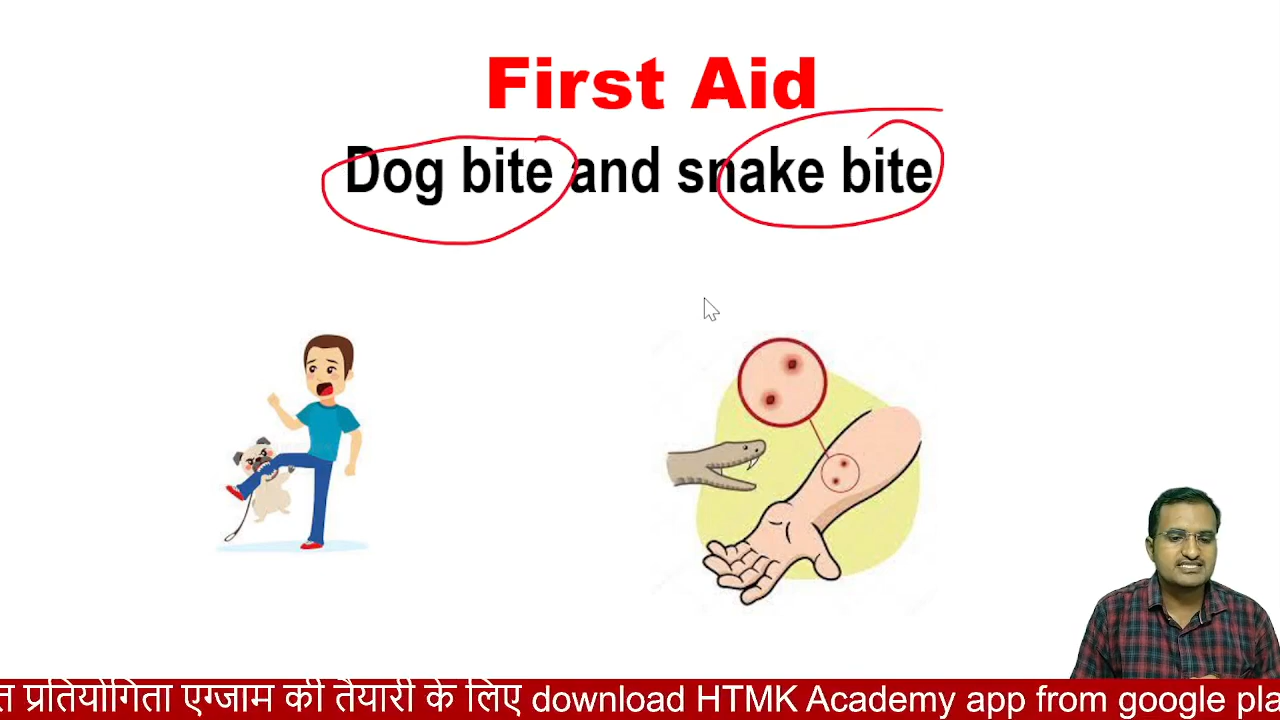 First Aid
Dog bite and snake bite
त प्रतियोगिता एग्जाम की तैयारी के लिए download HTMK Academy app from google pla